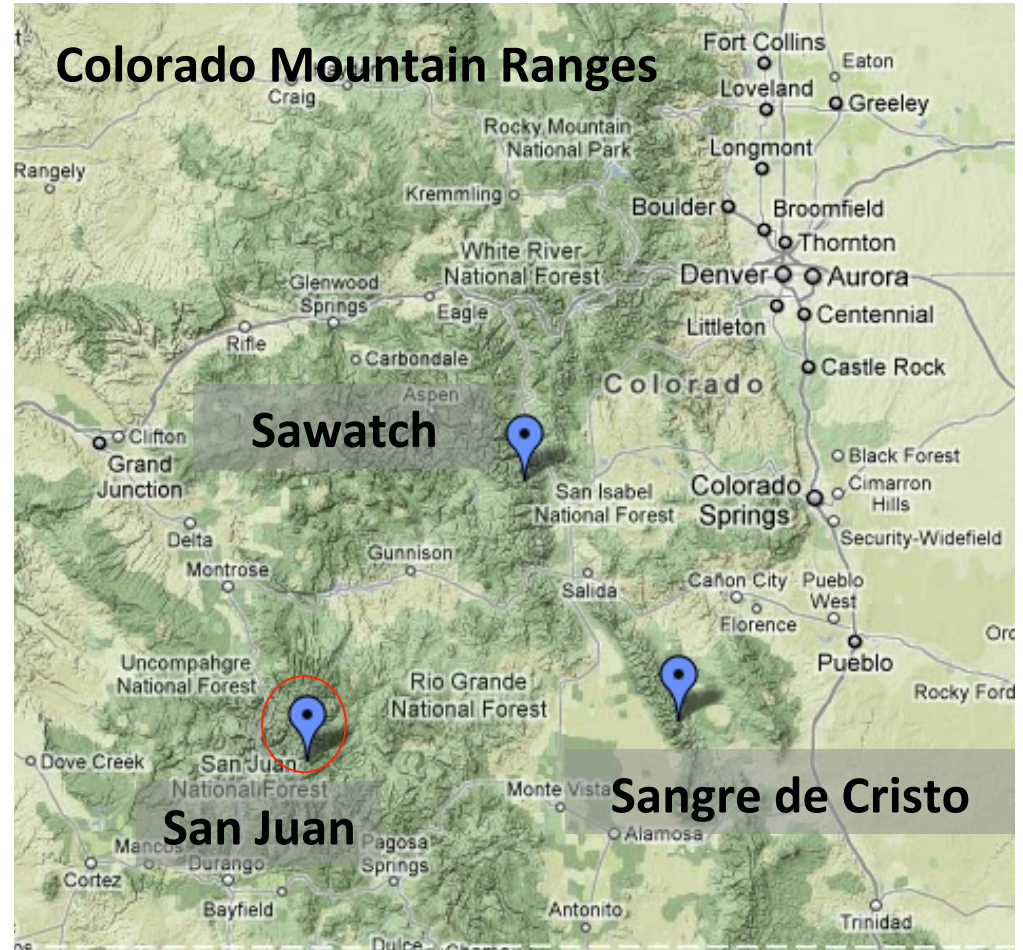 Colorado Mountain Ranges
Fort Collins
Eaton
Craig
Loveland
Greeley
Rocky Mountain
National Park
Longmont
Rangely
Kremmling
Boulder
Broomfield
Thornton
White River
National Forest
Denver
Aurora
Glenwood
Springs
Eagle
Centennial
Littleton
Rifle
Carbondale
Castle Rock
Colorado
Aspen
Sawatch
Clifton
Grand
Junction
Black Forest
Cimarron
Hills
Colorado
Springs
San Isabel
National Forest
Delta
Security-Widefield
Gunnison
Montrose
Salida
Cañon City
Pueblo
West
Florence
Pueblo
Uncompahgre
National Forest
Rio Grande
National Forest
Rocky Ford
Dove Creek
San Juan
National Forest
Monte Vista
Sangre de Cristo
San Juan
Alamosa
Mancos
Durango
Pagosa
Springs
Cortez
Bayfield
Antonito
Trinidad
Dulce